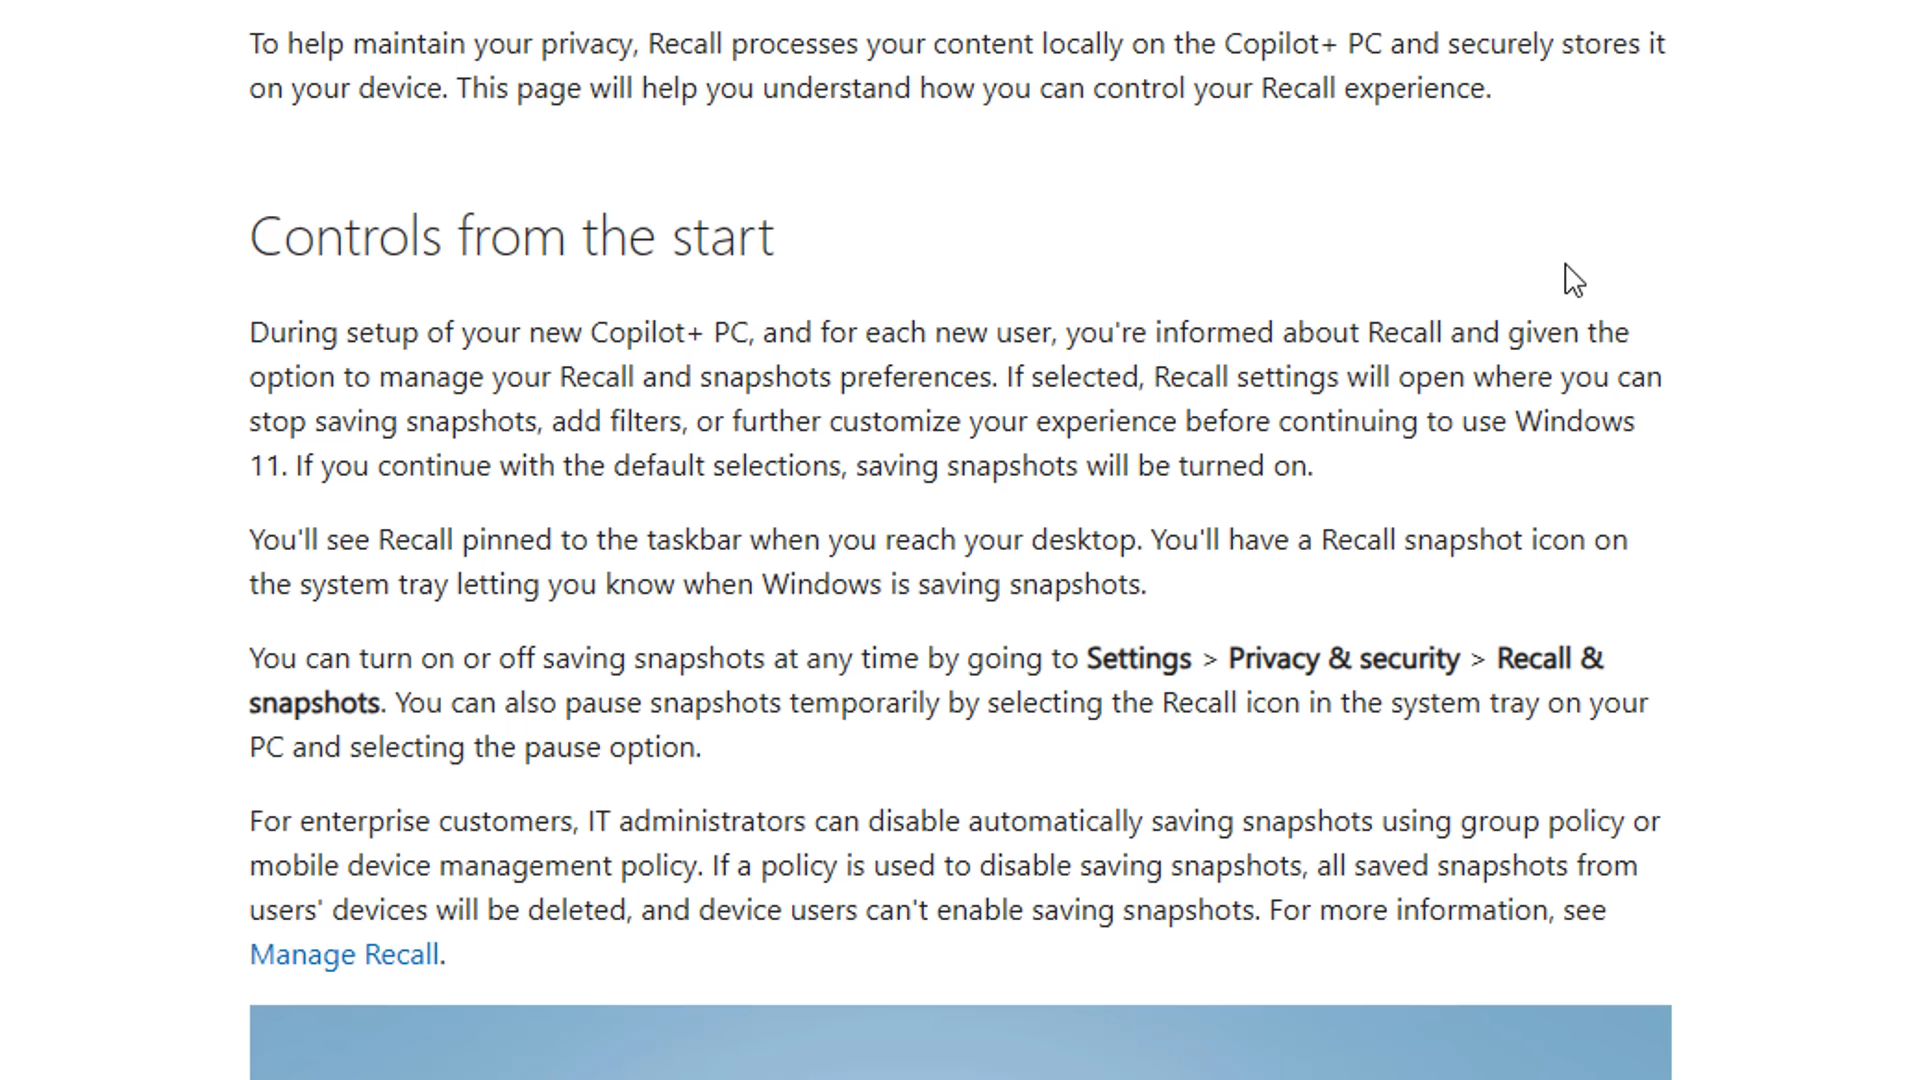 To help maintain your privacy, Recall processes your content locally on the Copilot+ PC and securely stores it
on your device. This page will help you understand how you can control your Recall experience.
Controls from the start
During setup of your new Copilot+ PC, and for each new user, you're informed about Recall and given the
option to manage your Recall and snapshots preferences. If selected, Recall settings will open where you can
stop saving snapshots, add filters, or further customize your experience before continuing to use Windows
11. If you continue with the default selections, saving snapshots will be turned on.
You'll see Recall pinned to the taskbar when you reach your desktop. You'll have a Recall snapshot icon on
the system tray letting you know when Windows is saving snapshots.
You can turn on or off saving snapshots at any time by going to Settings > Privacy & security > Recall &
snapshots. You can also pause snapshots temporarily by selecting the Recall icon in the system tray on your
PC and selecting the pause option.
For enterprise customers, IT administrators can disable automatically saving snapshots using group policy or
mobile device management policy. If a policy is used to disable saving snapshots, all saved snapshots from
users' devices will be deleted, and device users can't enable saving snapshots. For more information, see
Manage Recall.